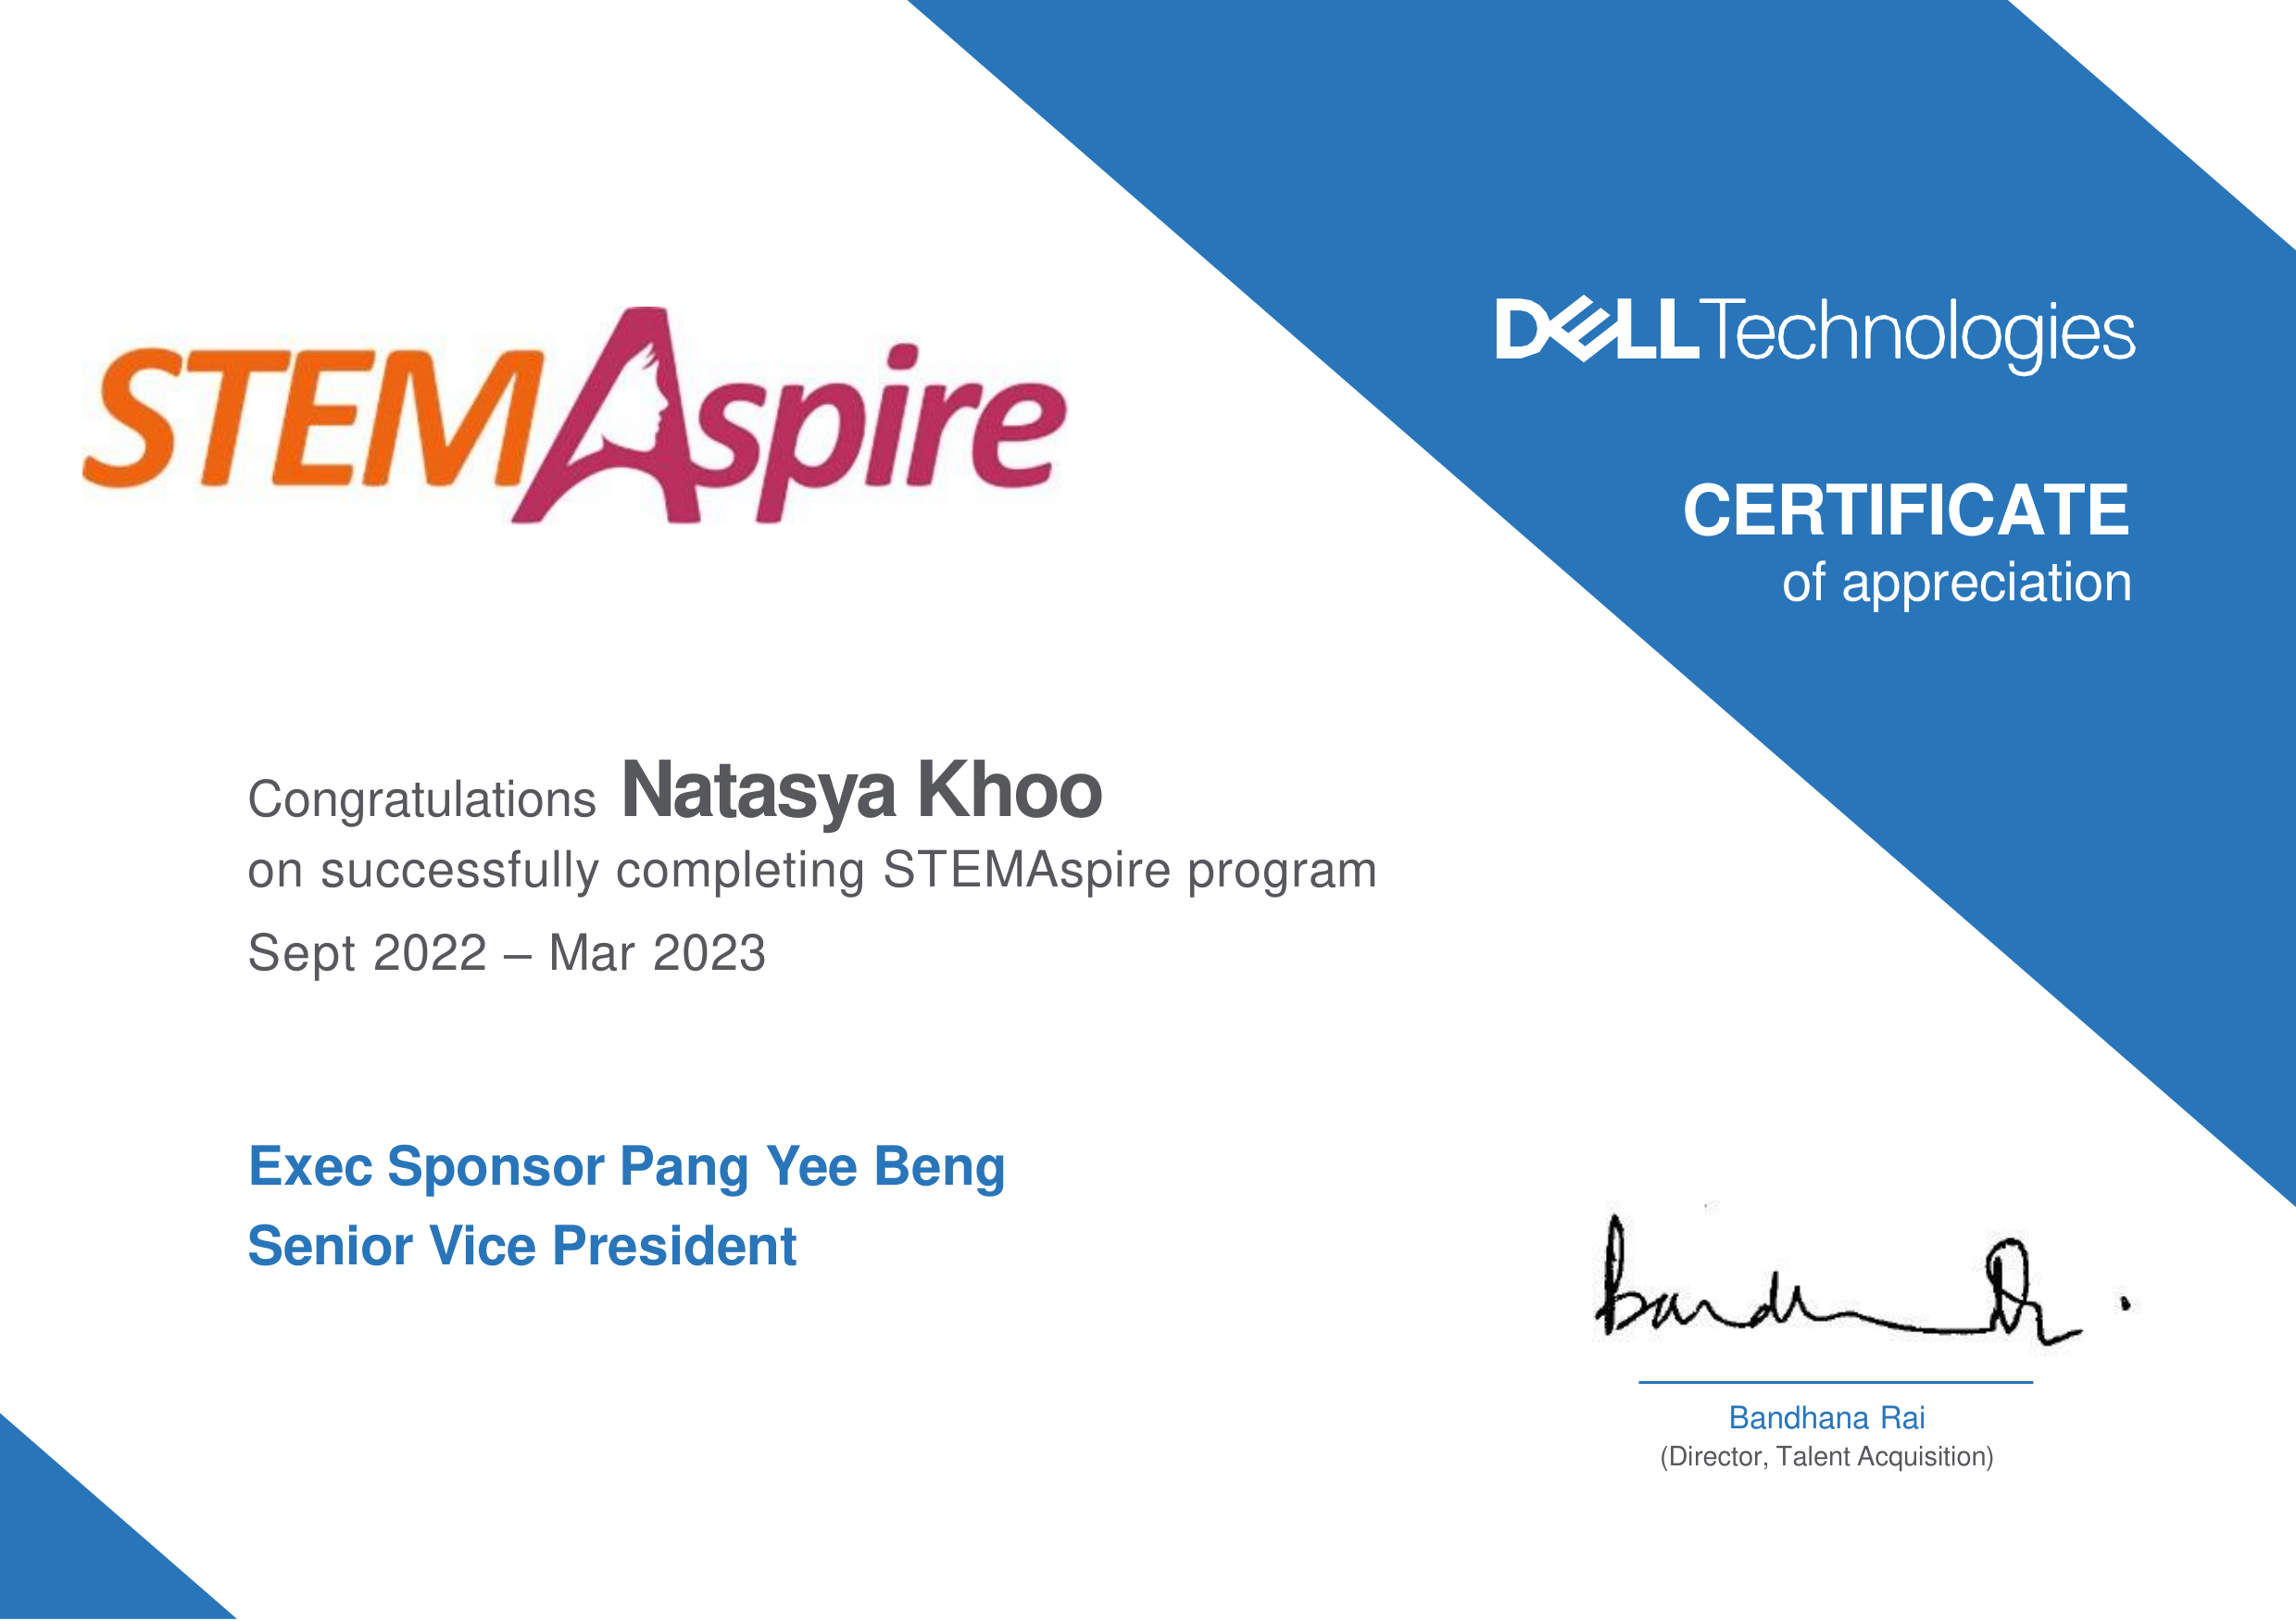 STEMAspire
DELLTechnologies
CERTIFICATE
of appreciation
Congratulations Natasya Khoo
on successfully completing STEMAspire program
Sept 2022 – Mar 2023
Exec Sponsor Pang Yee Beng
Senior Vice President
Bandhana Rai
(Director, Talent Acquisition)